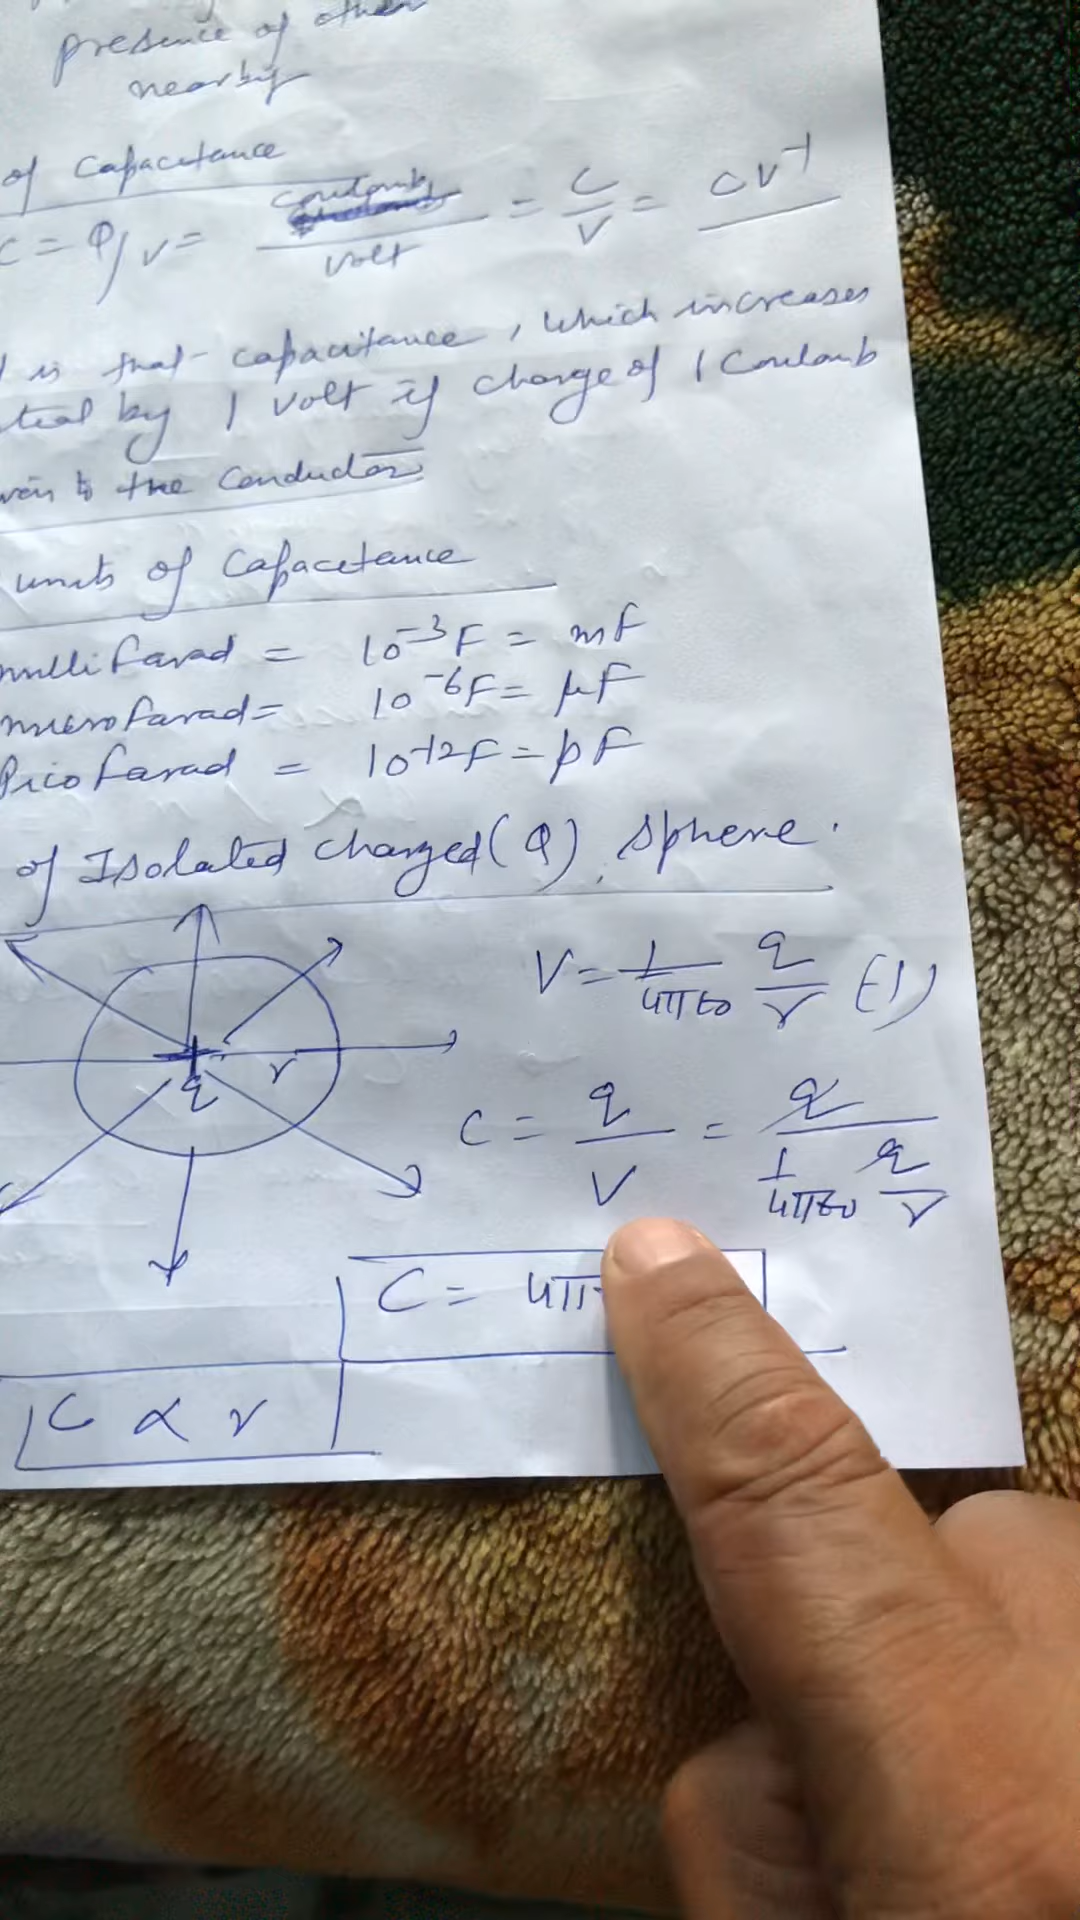 presence of other
nearby
of Capacitance
C = Q/V = coulomb/volt = C/V = CV⁻¹
is that capacitance, which increases
by 1 Volt if charge of 1 Coulomb
to the Conductor
units of Capacetance
millifarad = 10⁻³F = mF
microfarad = 10⁻⁶F = μF
Picofarad = 10⁻¹²F = pF
of Isolated charged (Q) sphere.
V = 1/4πε₀ q/r (1)
r
q
C = q/V = q/(1/4πε₀ q/r)
C = 4π
C ∝ r